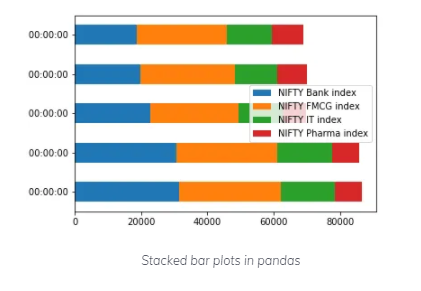 00:00:00
00:00:00
00:00:00
00:00:00
00:00:00
NIFTY Bank index
NIFTY FMCG index
NIFTY IT index
NIFTY Pharma index
0 20000 40000 60000 80000
Stacked bar plots in pandas